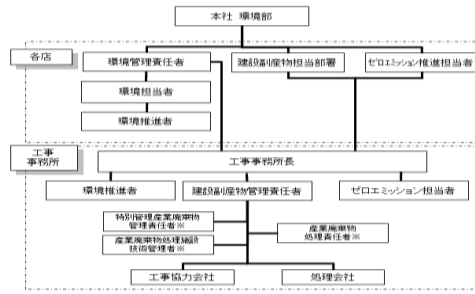 本社 環境部
各店
環境管理責任者
建設副産物担当部署
ゼロエミッション推進担当者
環境担当者
環境推進者
工事
事務所
工事事務所長
環境推進者
建設副産物管理責任者
ゼロエミッション担当者
特別管理産業廃棄物
管理責任者※
産業廃棄物
処理責任者※
産業廃棄物処理施設
技術管理者※
工事協力会社
処理会社